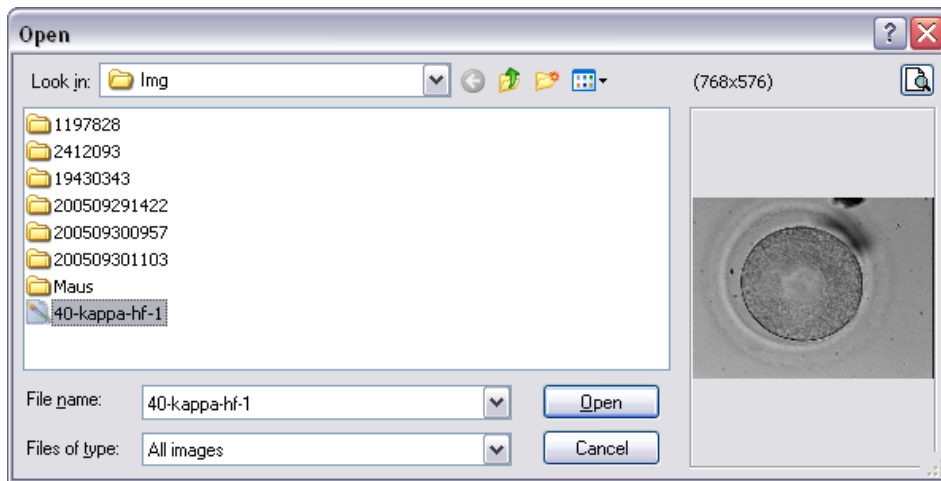 Open
Look in: Img (768x576)
1197828
2412093
19430343
200509291422
200509300957
200509301103
Maus
40-kappa-hf-1
File name: 40-kappa-hf-1 Open
Files of type: All images Cancel